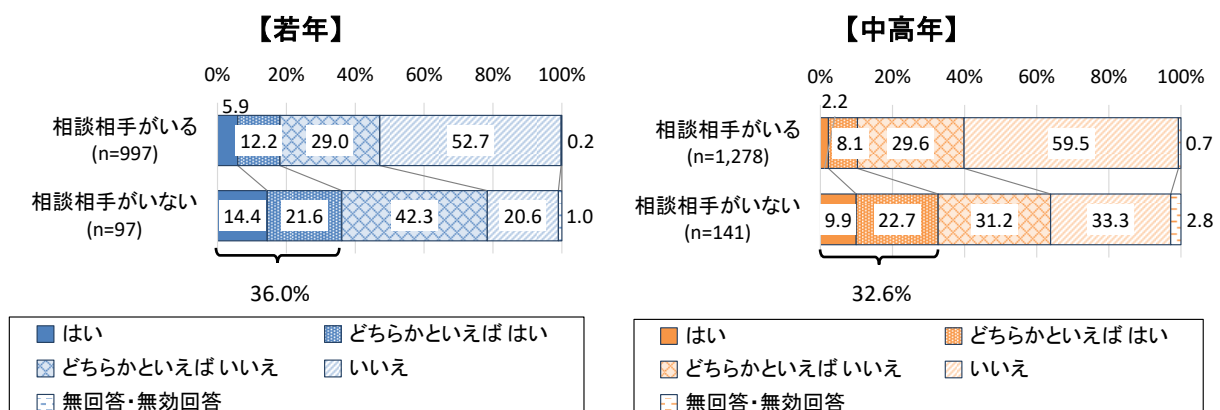 【若年】
0% 20% 40% 60% 80% 100%
5.9
相談相手がいる
(n=997)
12.2 29.0 52.7 0.2
相談相手がいない
(n=97)
14.4 21.6 42.3 20.6 1.0
36.0%
はい どちらかといえば はい
どちらかといえば いいえ いいえ
無回答・無効回答
【中高年】
0% 20% 40% 60% 80% 100%
2.2
相談相手がいる
(n=1,278)
8.1 29.6 59.5 0.7
相談相手がいない
(n=141)
9.9 22.7 31.2 33.3 2.8
32.6%
はい どちらかといえば はい
どちらかといえば いいえ いいえ
無回答・無効回答